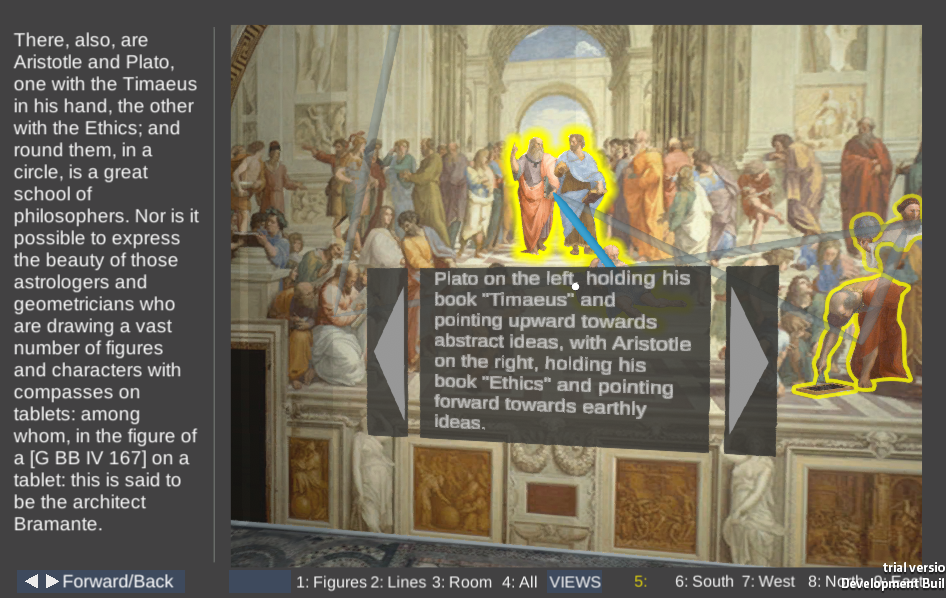 There, also, are
Aristotle and Plato,
one with the Timaeus
in his hand, the other
with the Ethics; and
round them, in a
circle, is a great
school of
philosophers. Nor is it
possible to express
the beauty of those
astrologers and
geometricians who
are drawing a vast
number of figures
and characters with
compasses on
tablets: among
whom, in the figure of
a [G BB IV 167] on a
tablet: this is said to
be the architect
Bramante.
Plato on the left, holding his
book "Timaeus" and
pointing upward towards
abstract ideas, with Aristotle
on the right, holding his
book "Ethics" and pointing
forward towards earthly
ideas.
Forward/Back
1: Figures 2: Lines 3: Room 4: All VIEWS 5: 6: South 7: West 8: North 9: East
trial versio
Development Buil